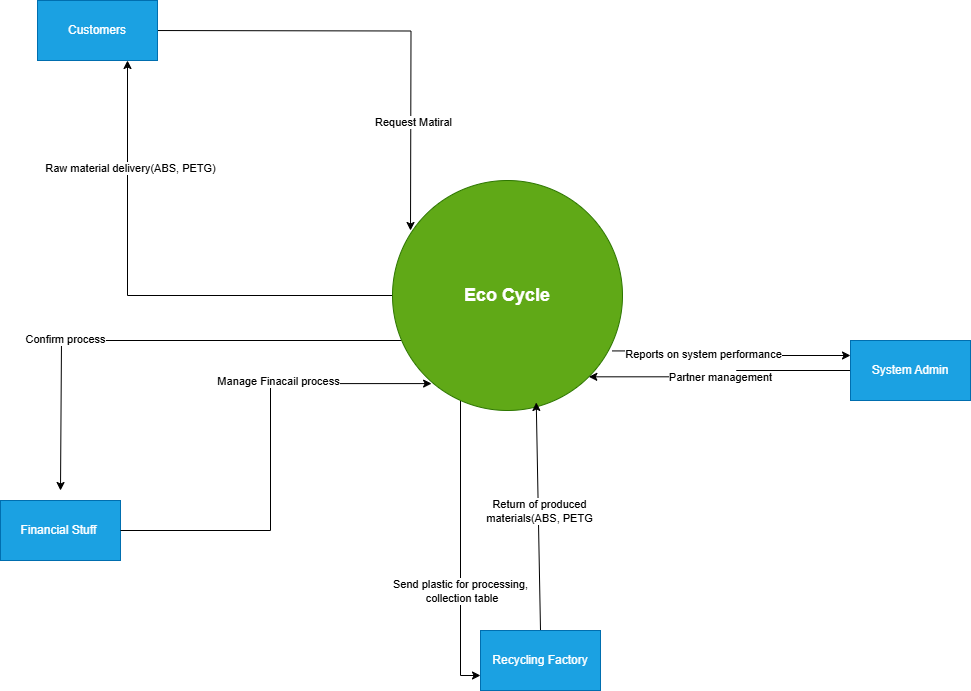 Customers
Request Matiral
Raw material delivery(ABS, PETG)
Eco Cycle
Confirm process
Reports on system performance
System Admin
Partner management
Manage Finacail process
Return of produced
materials(ABS, PETG
Financial Stuff
Send plastic for processing,
collection table
Recycling Factory